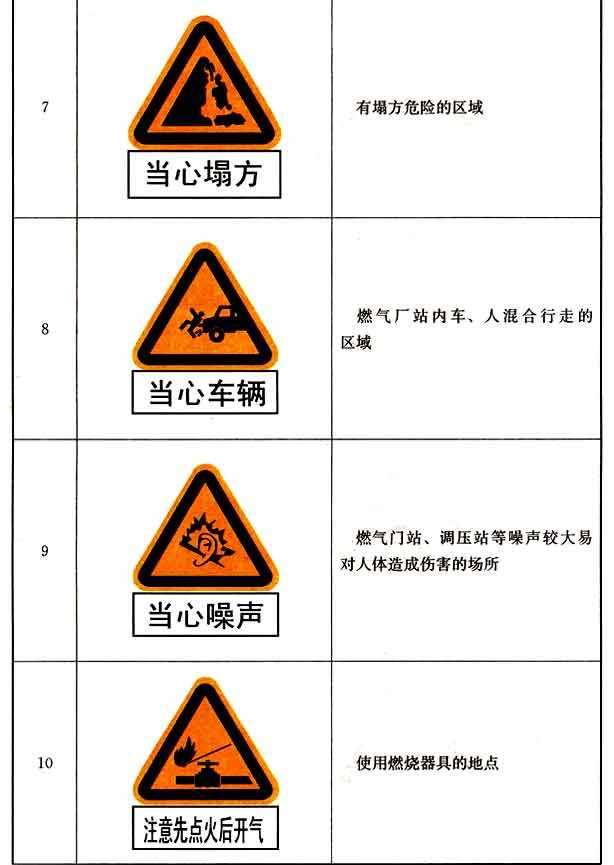 7
当心塌方
有塌方危险的区域
8
当心车辆
燃气厂站内车、人混合行走的
区域
9
当心噪声
燃气门站、调压站等噪声较大易
对人体造成伤害的场所
10
注意先点火后开气
使用燃烧器具的地点